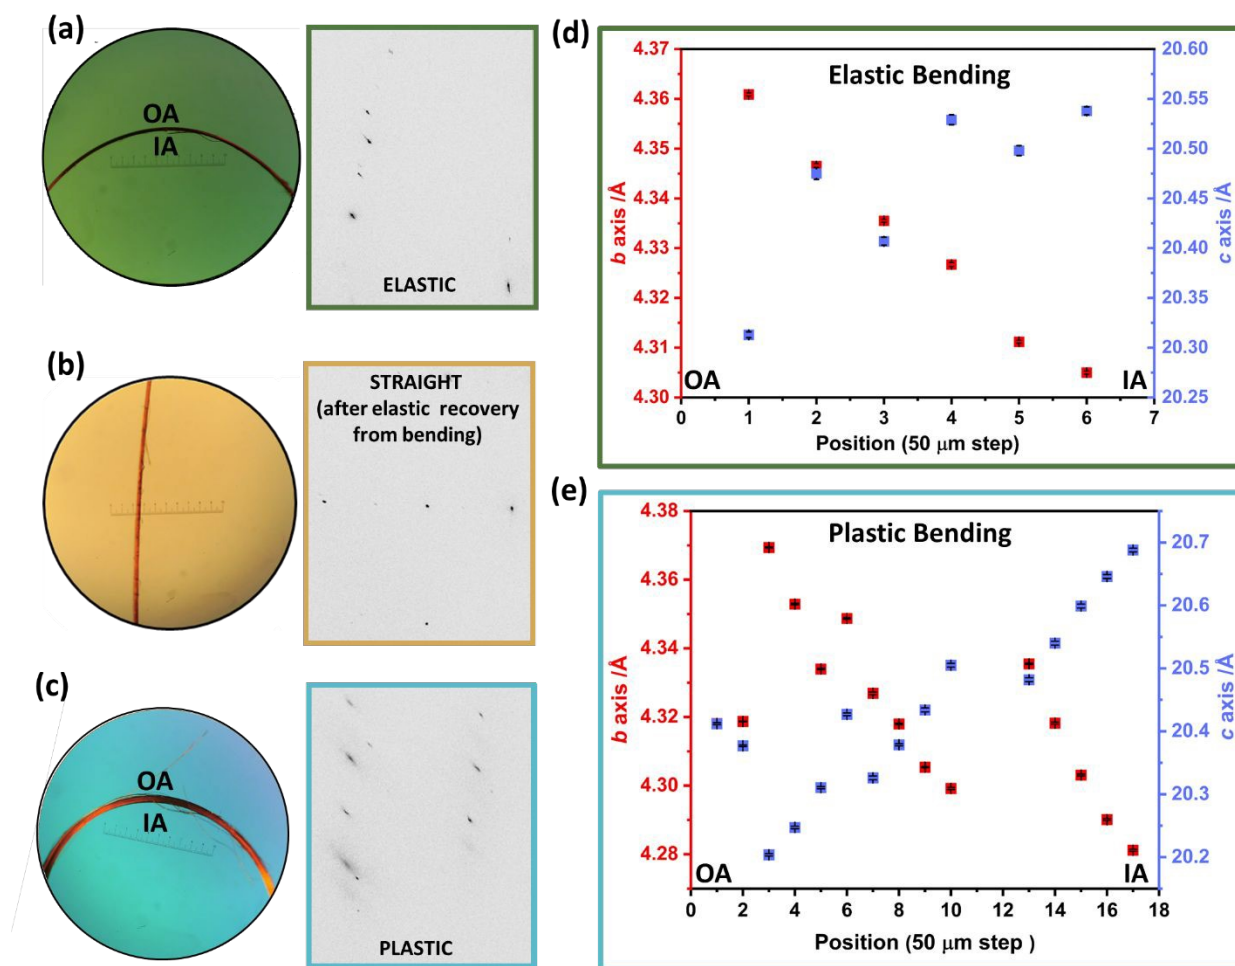 (a)
OA
IA
ELASTIC
(b)
STRAIGHT
(after elastic recovery
from bending)
(c)
OA
IA
PLASTIC
(d)
Elastic Bending
4.37
4.36
4.35
4.34
4.33
4.32
4.31
4.30
b axis /Å
20.60
20.55
20.50
20.45
20.40
20.35
20.30
20.25
c axis /Å
OA
IA
0 1 2 3 4 5 6 7
Position (50 μm step)
(e)
Plastic Bending
4.38
4.36
4.34
4.32
4.30
4.28
b axis /Å
20.7
20.6
20.5
20.4
20.3
20.2
c axis /Å
OA
IA
0 2 4 6 8 10 12 14 16 18
Position (50 μm step )